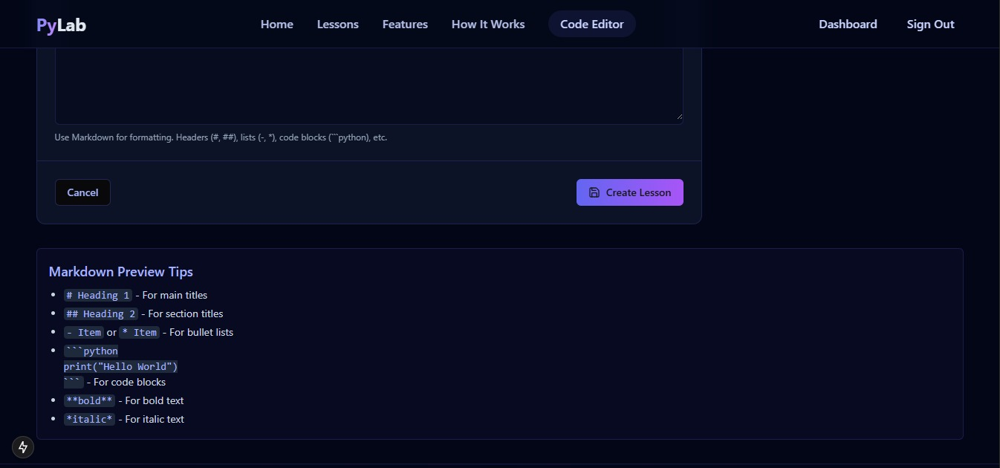 PyLab Home Lessons Features How It Works Code Editor Dashboard Sign Out
Use Markdown for formatting. Headers (#, ##), lists (-, *), code blocks (```python), etc.
Cancel Create Lesson
Markdown Preview Tips
# Heading 1 - For main titles
## Heading 2 - For section titles
- Item or * Item - For bullet lists
```python
print("Hello World")
``` - For code blocks
**bold** - For bold text
*italic* - For italic text